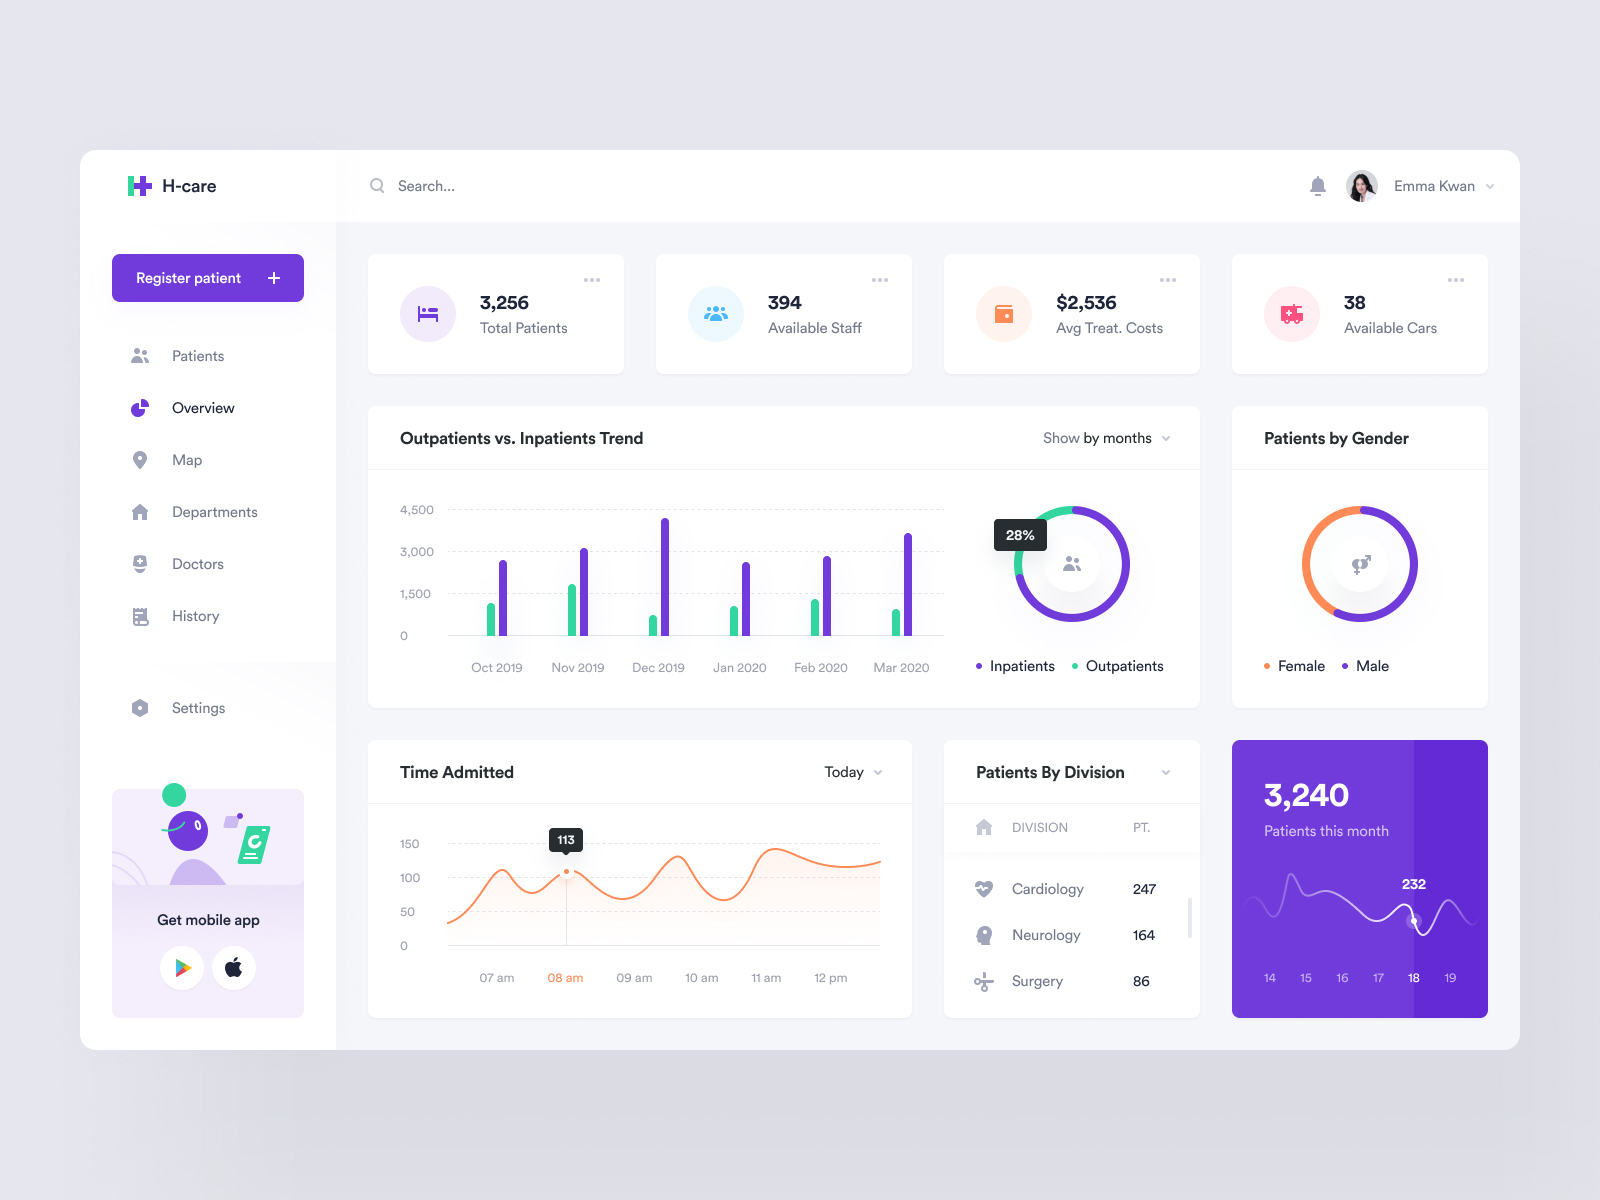 H-care
Search...
Emma Kwan
Register patient
Patients
Overview
Map
Departments
Doctors
History
Settings
Get mobile app
3,256
Total Patients
394
Available Staff
$2,536
Avg Treat. Costs
38
Available Cars
Outpatients vs. Inpatients Trend
Show by months
4,500
3,000
1,500
0
Oct 2019 Nov 2019 Dec 2019 Jan 2020 Feb 2020 Mar 2020
28%
Inpatients Outpatients
Patients by Gender
Female Male
Time Admitted
Today
150
100
50
0
113
07 am 08 am 09 am 10 am 11 am 12 pm
Patients By Division
DIVISION PT.
Cardiology 247
Neurology 164
Surgery 86
3,240
Patients this month
232
14 15 16 17 18 19